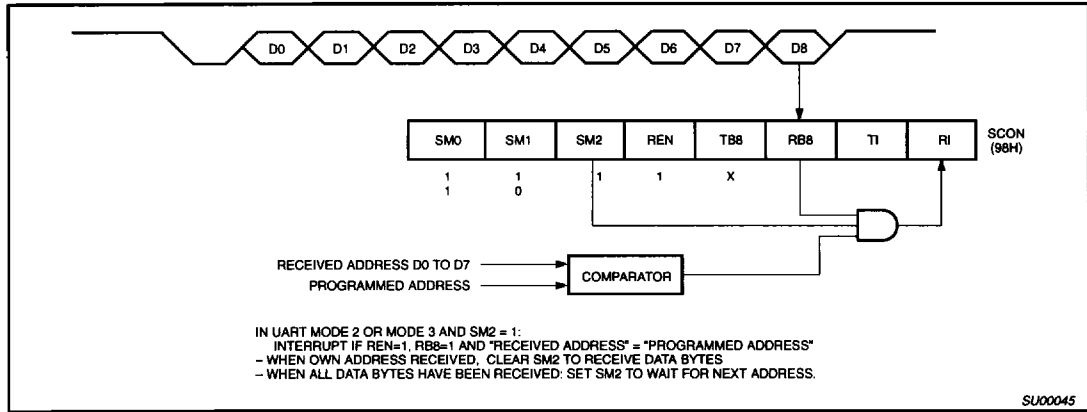 D0 D1 D2 D3 D4 D5 D6 D7 D8
SM0 SM1 SM2 REN TB8 RB8 TI RI
SCON
(98H)
1 1 1 1 X
1 0
RECEIVED ADDRESS D0 TO D7
PROGRAMMED ADDRESS
COMPARATOR
IN UART MODE 2 OR MODE 3 AND SM2 = 1:
INTERRUPT IF REN=1, RB8=1 AND "RECEIVED ADDRESS" = "PROGRAMMED ADDRESS"
– WHEN OWN ADDRESS RECEIVED, CLEAR SM2 TO RECEIVE DATA BYTES
– WHEN ALL DATA BYTES HAVE BEEN RECEIVED: SET SM2 TO WAIT FOR NEXT ADDRESS.
SU00045